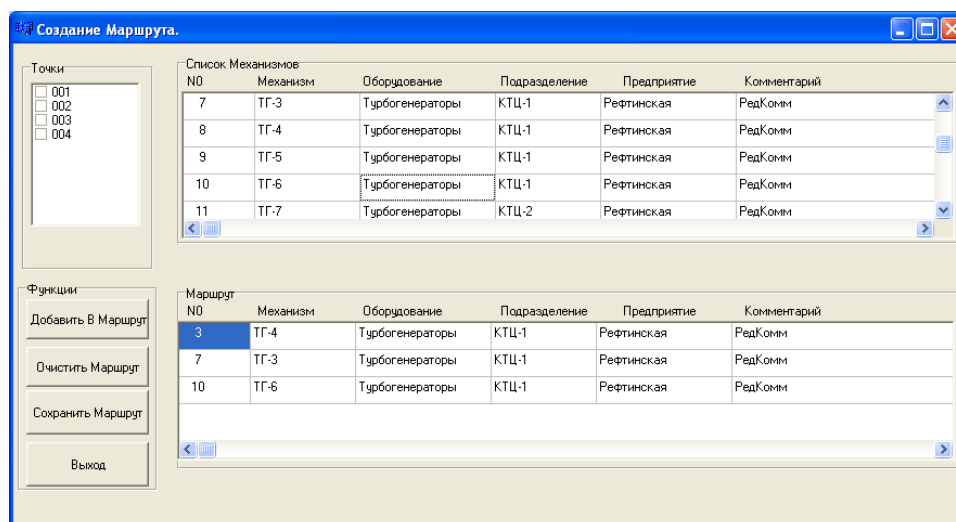 Создание Маршрута.
Точки
001
002
003
004
Список Механизмов
N0 Механизм Оборудование Подразделение Предприятие Комментарий
7 ТГ-3 Турбогенераторы КТЦ-1 Рефтинская РедКомм
8 ТГ-4 Турбогенераторы КТЦ-1 Рефтинская РедКомм
9 ТГ-5 Турбогенераторы КТЦ-1 Рефтинская РедКомм
10 ТГ-6 Турбогенераторы КТЦ-1 Рефтинская РедКомм
11 ТГ-7 Турбогенераторы КТЦ-2 Рефтинская РедКомм
Функции
Добавить В Маршрут
Очистить Маршрут
Сохранить Маршрут
Выход
Маршрут
N0 Механизм Оборудование Подразделение Предприятие Комментарий
3 ТГ-4 Турбогенераторы КТЦ-1 Рефтинская РедКомм
7 ТГ-3 Турбогенераторы КТЦ-1 Рефтинская РедКомм
10 ТГ-6 Турбогенераторы КТЦ-1 Рефтинская РедКомм